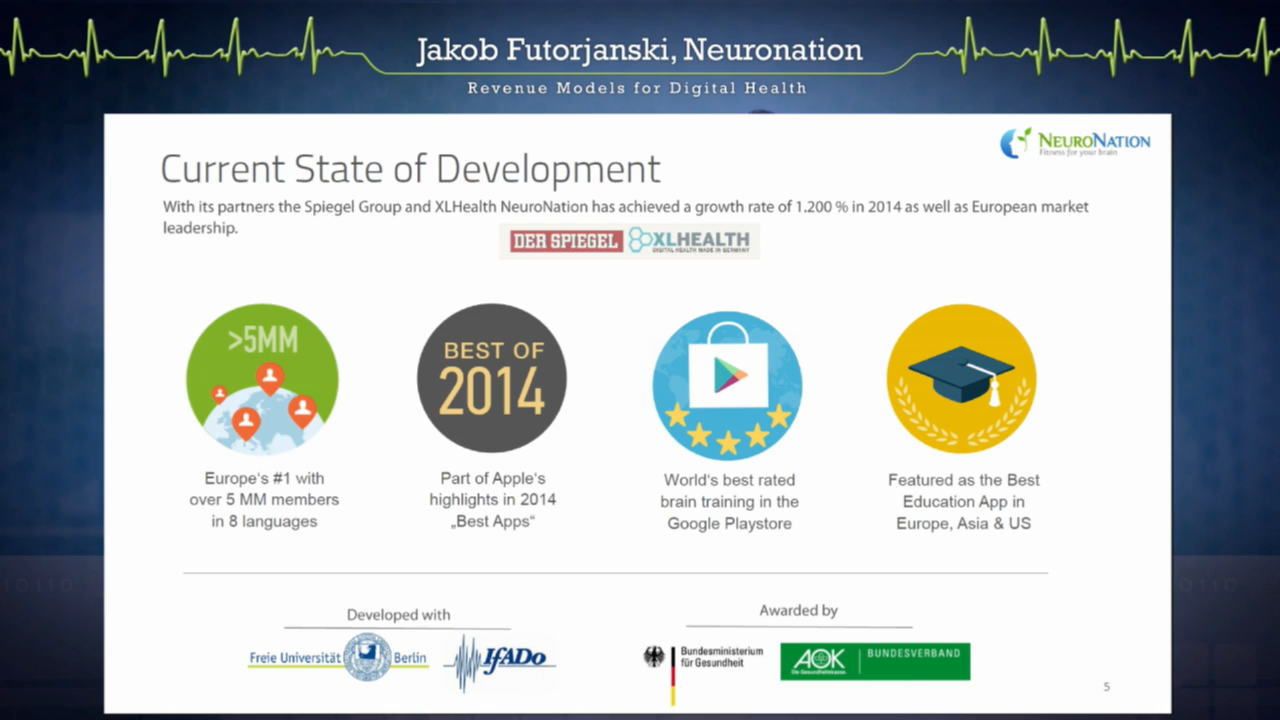 Jakob Futorjanski, Neuronation
Revenue Models for Digital Health
NEURONATION
Fitness for your brain
Current State of Development
With its partners the Spiegel Group and XLHealth NeuroNation has achieved a growth rate of 1.200 % in 2014 as well as European market
leadership.
DER SPIEGEL
XLHEALTH
DIGITAL HEALTH MADE IN GERMANY
>5MM
Europe‘s #1 with
over 5 MM members
in 8 languages
BEST OF
2014
Part of Apple‘s
highlights in 2014
„Best Apps“
World‘s best rated
brain training in the
Google Playstore
Featured as the Best
Education App in
Europe, Asia & US
Developed with
Freie Universität Berlin
IfADo
Awarded by
Bundesministerium
für Gesundheit
AOK
Die Gesundheitskasse.
BUNDESVERBAND
5